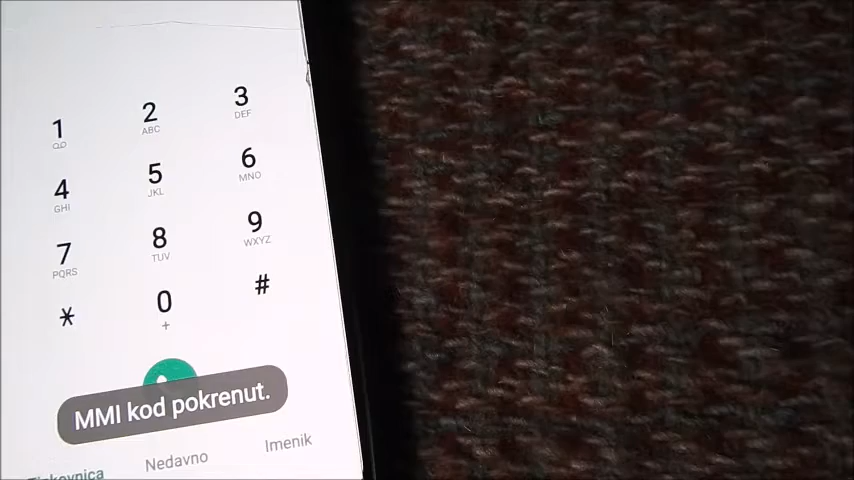 1 2 3
ABC DEF
4 5 6
GHI JKL MNO
7 8 9
PQRS TUV WXYZ
* 0 #
+
MMI kod pokrenut.
Tipkovnica Nedavno Imenik